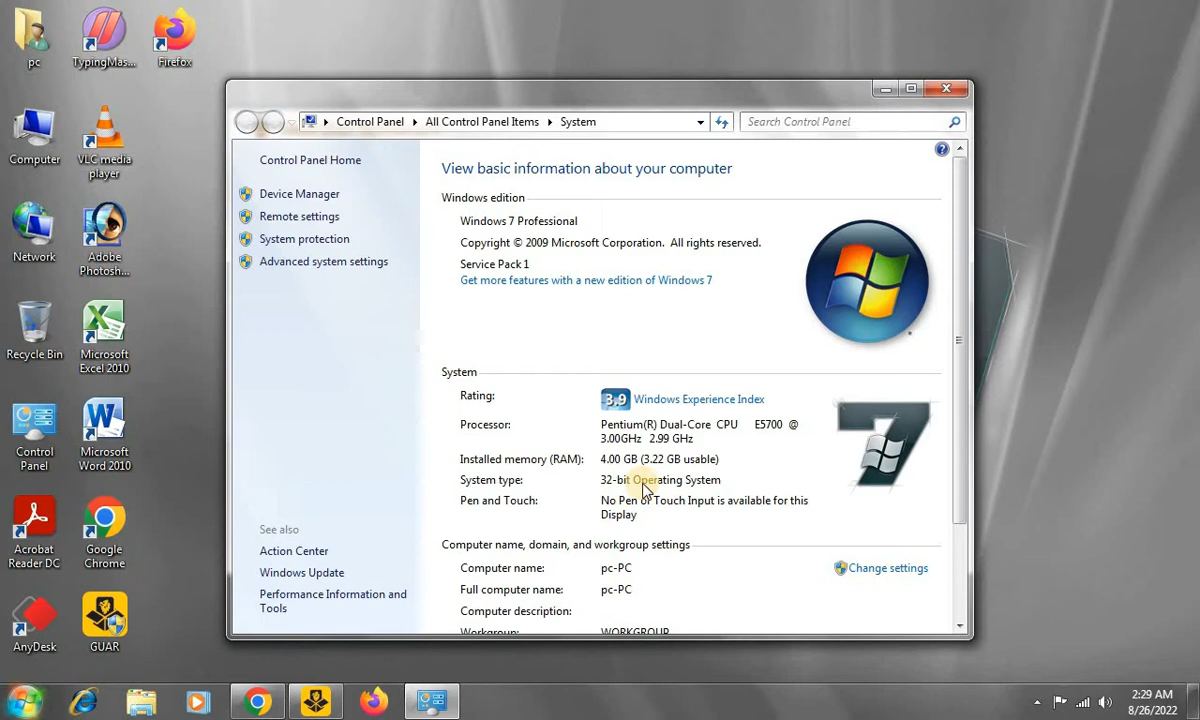 pc
TypingMas...
Firefox
Computer
VLC media
player
Network
Adobe
Photosh...
Recycle Bin
Microsoft
Excel 2010
Control
Panel
Microsoft
Word 2010
Acrobat
Reader DC
Google
Chrome
AnyDesk
GUAR
Control Panel
All Control Panel Items
System
Search Control Panel
Control Panel Home
Device Manager
Remote settings
System protection
Advanced system settings
See also
Action Center
Windows Update
Performance Information and
Tools
View basic information about your computer
Windows edition
Windows 7 Professional
Copyright © 2009 Microsoft Corporation. All rights reserved.
Service Pack 1
Get more features with a new edition of Windows 7
System
Rating:
3.9 Windows Experience Index
Processor:
Pentium(R) Dual-Core CPU E5700 @
3.00GHz 2.99 GHz
Installed memory (RAM):
4.00 GB (3.22 GB usable)
System type:
32-bit Operating System
Pen and Touch:
No Pen or Touch Input is available for this
Display
7
Computer name, domain, and workgroup settings
Computer name:
pc-PC
Change settings
Full computer name:
pc-PC
Computer description:
Workgroup:
WORKGROUP
2:29 AM
8/26/2022